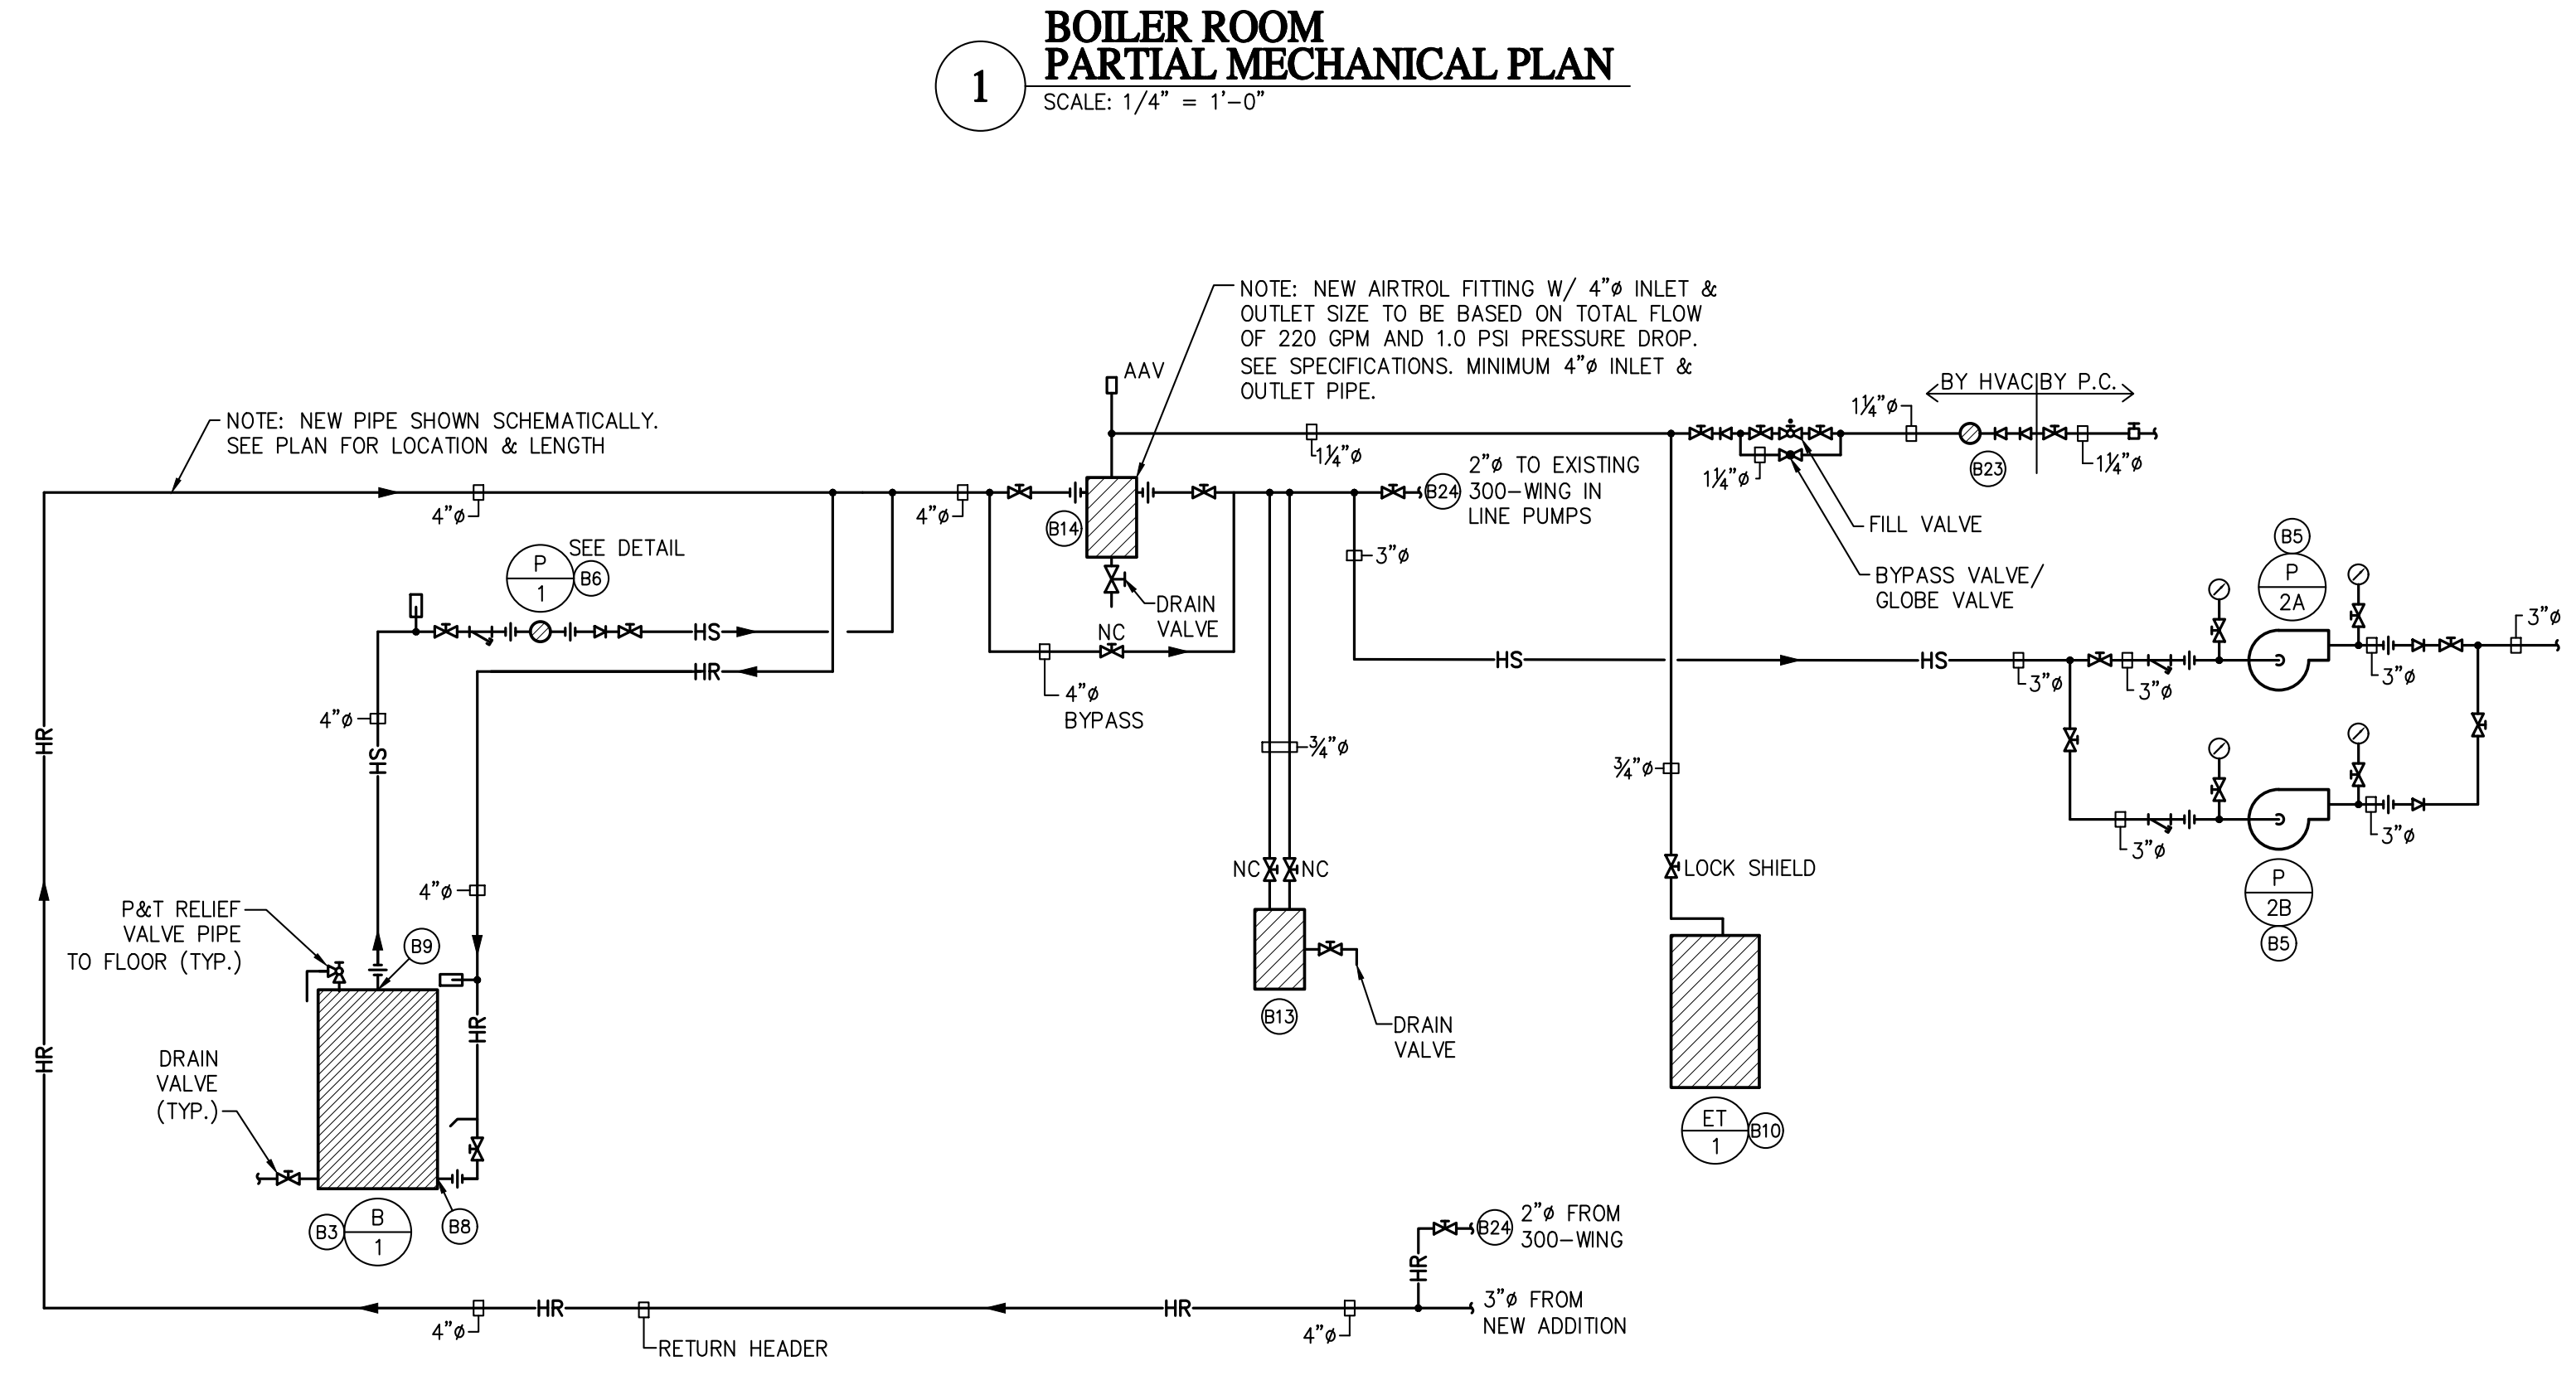 BOILER ROOM
PARTIAL MECHANICAL PLAN
1
SCALE: 1/4" = 1'-0"
NOTE: NEW AIRTROL FITTING W/ 4"ø INLET &
OUTLET SIZE TO BE BASED ON TOTAL FLOW
OF 220 GPM AND 1.0 PSI PRESSURE DROP.
SEE SPECIFICATIONS. MINIMUM 4"ø INLET &
OUTLET PIPE.
AAV
NOTE: NEW PIPE SHOWN SCHEMATICALLY.
SEE PLAN FOR LOCATION & LENGTH
BY HVAC
BY P.C.
1¼"ø
1¼"ø
1¼"ø
1¼"ø
B23
FILL VALVE
BYPASS VALVE/
GLOBE VALVE
2"ø TO EXISTING
300-WING IN
LINE PUMPS
B24
4"ø
4"ø
B14
SEE DETAIL
P
1
B6
DRAIN
VALVE
NC
3"ø
HS
HR
4"ø
BYPASS
HS
HS
B5
P
2A
3"ø
3"ø
3"ø
3"ø
4"ø
HR
HS
¾"ø
¾"ø
3"ø
3"ø
NC
NC
LOCK SHIELD
P
2B
B5
4"ø
P&T RELIEF
VALVE PIPE
TO FLOOR (TYP.)
B9
HR
HR
DRAIN
VALVE
(TYP.)
B13
DRAIN
VALVE
ET
1
B10
B3
B
1
B8
B24
2"ø FROM
300-WING
HR
3"ø FROM
NEW ADDITION
HR
HR
4"ø
4"ø
RETURN HEADER